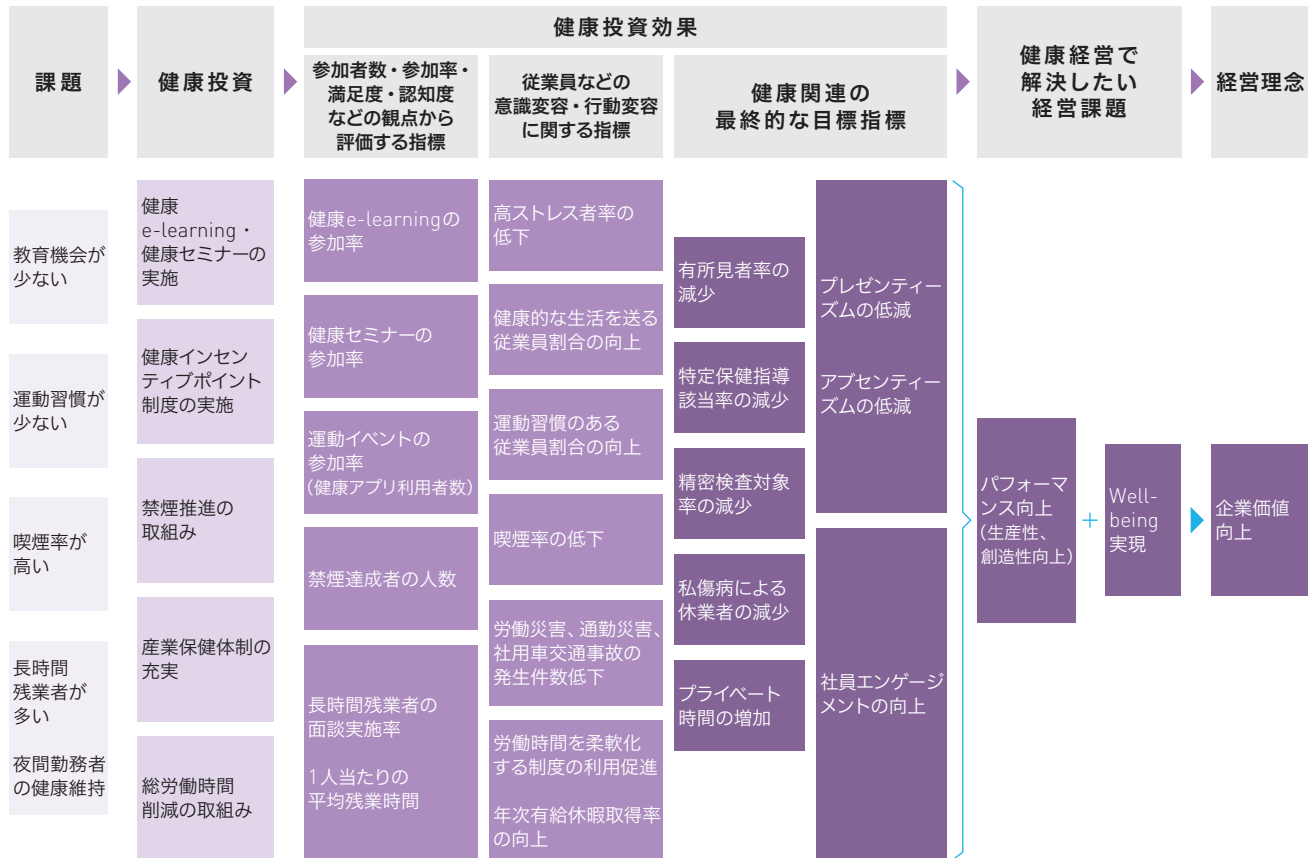 課題
健康投資
健康投資効果
参加者数・参加率・
満足度・認知度
などの観点から
評価する指標
従業員などの
意識変容・行動変容
に関する指標
健康関連の
最終的な目標指標
健康経営で
解決したい
経営課題
経営理念
教育機会が
少ない
運動習慣が
少ない
喫煙率が
高い
長時間
残業者が
多い
夜間勤務者
の健康維持
健康
e-learning・
健康セミナーの
実施
健康インセン
ティブポイント
制度の実施
禁煙推進の
取組み
産業保健体制の
充実
総労働時間
削減の取組み
健康e-learningの
参加率
健康セミナーの
参加率
運動イベントの
参加率
(健康アプリ利用者数)
禁煙達成者の人数
長時間残業者の
面談実施率
1人当たりの
平均残業時間
高ストレス者率の
低下
健康的な生活を送る
従業員割合の向上
運動習慣のある
従業員割合の向上
喫煙率の低下
労働災害、通勤災害、
社用車交通事故の
発生件数低下
労働時間を柔軟化
する制度の利用促進
年次有給休暇取得率
の向上
有所見者率の
減少
特定保健指導
該当率の減少
精密検査対象
率の減少
私傷病による
休業者の減少
プライベート
時間の増加
プレゼンティー
ズムの低減
アブセンティー
ズムの低減
社員エンゲージ
メントの向上
パフォーマ
ンス向上
(生産性、
創造性向上)
+
Well-
being
実現
企業価値
向上